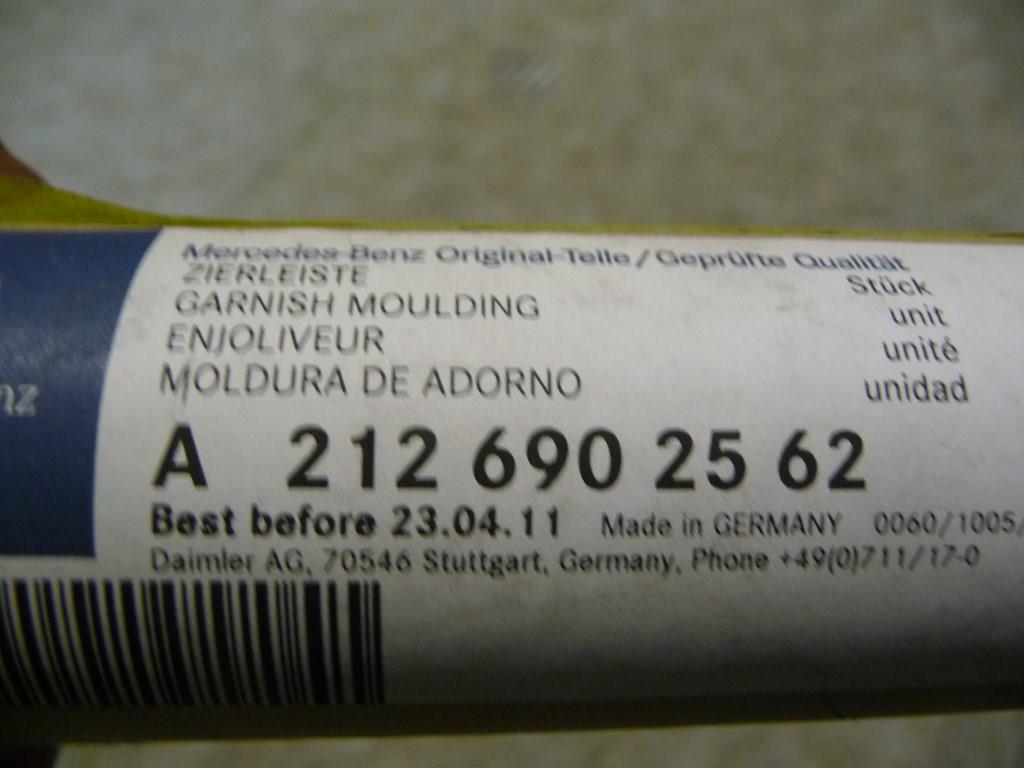 Mercedes-Benz Original-Teile / Geprüfte Qualität
ZIERLEISTE Stück
GARNISH MOULDING unit
ENJOLIVEUR unité
MOLDURA DE ADORNO unidad
nz
A 212 690 25 62
Best before 23.04.11 Made in GERMANY 0060/1005/
Daimler AG, 70546 Stuttgart, Germany, Phone +49(0)711/17-0